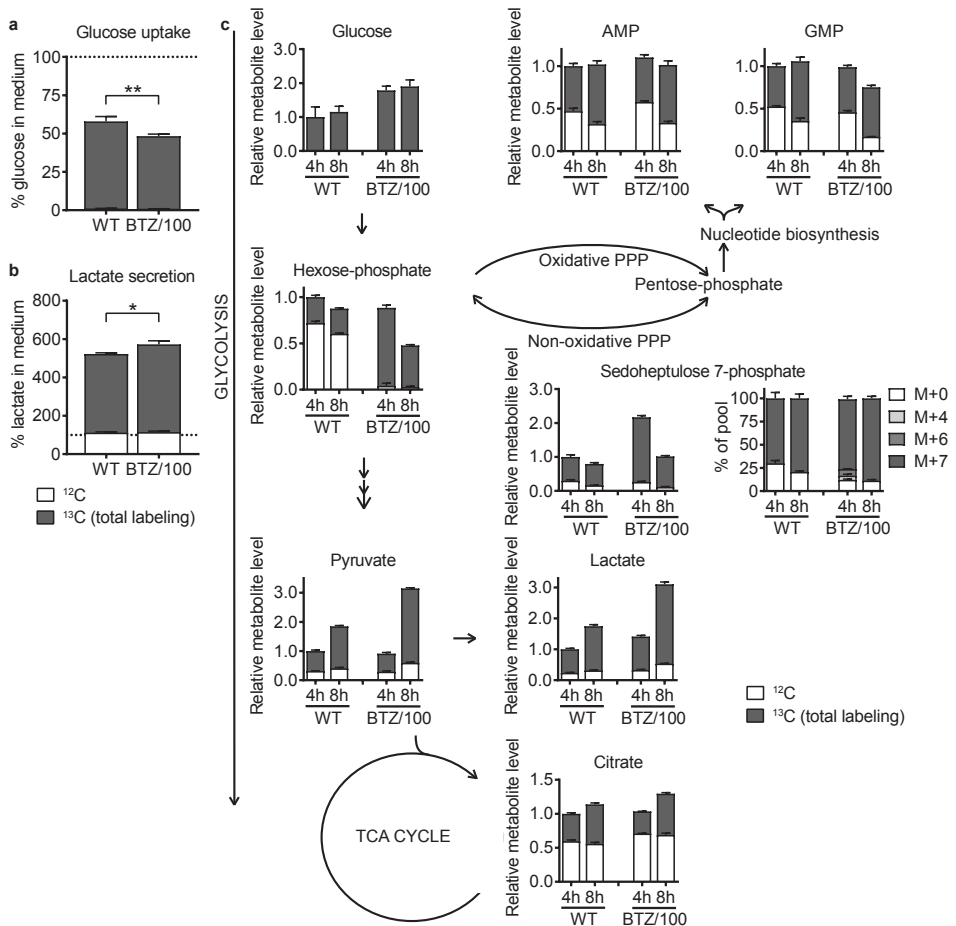 a
Glucose uptake
% glucose in medium
100
75
50
25
0
**
WT BTZ/100
b
Lactate secretion
% lactate in medium
800
600
400
200
0
*
WT BTZ/100
¹²C
¹³C (total labeling)
c
GLYCOLYSIS
Glucose
Relative metabolite level
3.0
2.0
1.0
0.0
4h 8h 4h 8h
WT BTZ/100
AMP
Relative metabolite level
1.0
0.5
0.0
4h 8h 4h 8h
WT BTZ/100
GMP
1.0
0.5
0.0
4h 8h 4h 8h
WT BTZ/100
Nucleotide biosynthesis
Oxidative PPP
Pentose-phosphate
Non-oxidative PPP
Hexose-phosphate
Relative metabolite level
1.0
0.5
0.0
4h 8h 4h 8h
WT BTZ/100
Sedoheptulose 7-phosphate
Relative metabolite level
3.0
2.0
1.0
0.0
4h 8h 4h 8h
WT BTZ/100
% of pool
100
75
50
25
0
4h 8h 4h 8h
WT BTZ/100
M+0
M+4
M+6
M+7
Pyruvate
Relative metabolite level
3.0
2.0
1.0
0.0
4h 8h 4h 8h
WT BTZ/100
Lactate
Relative metabolite level
3.0
2.0
1.0
0.0
4h 8h 4h 8h
WT BTZ/100
¹²C
¹³C (total labeling)
TCA CYCLE
Citrate
Relative metabolite level
1.5
1.0
0.5
0.0
4h 8h 4h 8h
WT BTZ/100